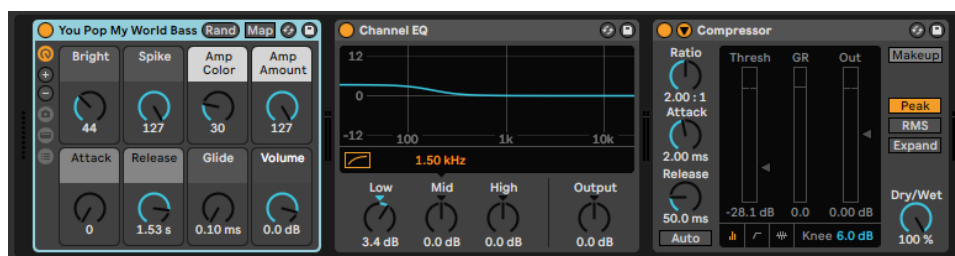 You Pop My World Bass Rand Map
Bright Spike Amp Color Amp Amount
44 127 30 127
Attack Release Glide Volume
0 1.53 s 0.10 ms 0.0 dB
Channel EQ
12
0
-12 100 1k 10k
1.50 kHz
Low Mid High Output
3.4 dB 0.0 dB 0.0 dB 0.0 dB
Compressor
Ratio
2.00 : 1
Attack
2.00 ms
Release
50.0 ms
Auto
Thresh GR Out
-28.1 dB 0.0 0.00 dB
Knee 6.0 dB
Makeup
Peak
RMS
Expand
Dry/Wet
100 %